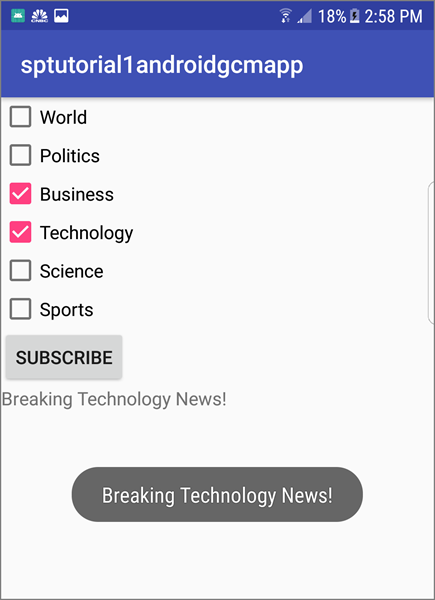 CNBC 18% 2:58 PM
sptutorial1androidgcmapp
World
Politics
Business
Technology
Science
Sports
SUBSCRIBE
Breaking Technology News!
Breaking Technology News!